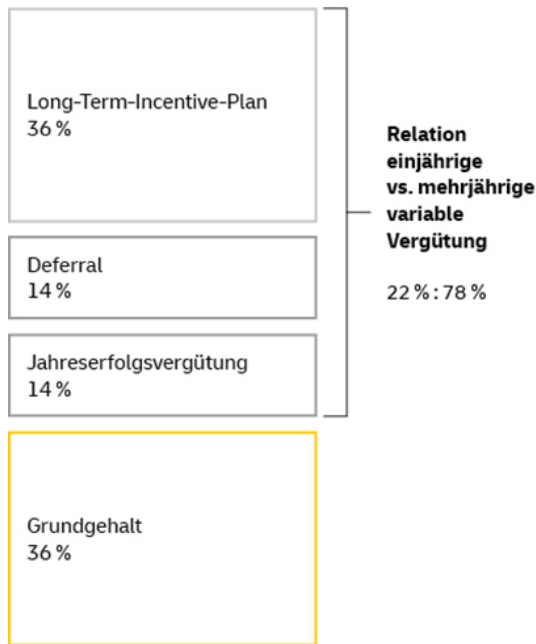 Long-Term-Incentive-Plan
36 %
Deferral
14 %
Jahreserfolgsvergütung
14 %
Grundgehalt
36 %
Relation
einjährige
vs. mehrjährige
variable
Vergütung
22 % : 78 %